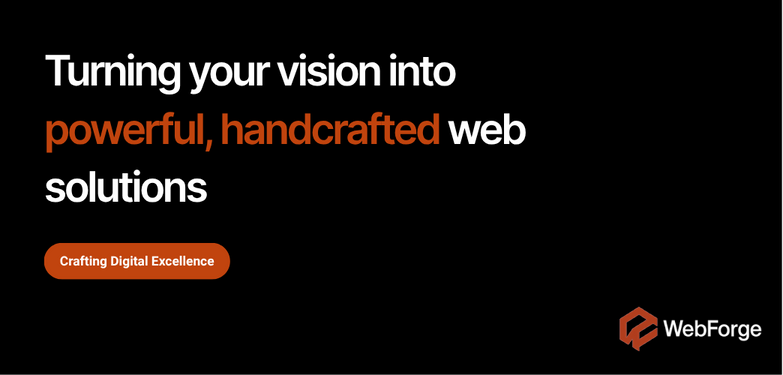 Turning your vision into
powerful, handcrafted web
solutions
Crafting Digital Excellence
WebForge